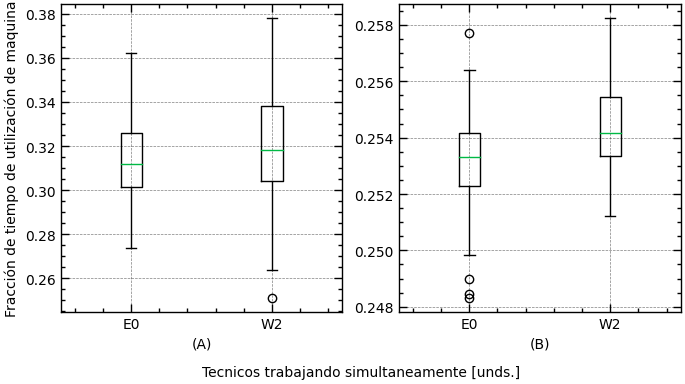 Fracción de tiempo de utilización de maquina
0.38
0.36
0.34
0.32
0.30
0.28
0.26
E0 W2
(A)
0.258
0.256
0.254
0.252
0.250
0.248
E0 W2
(B)
Tecnicos trabajando simultaneamente [unds.]